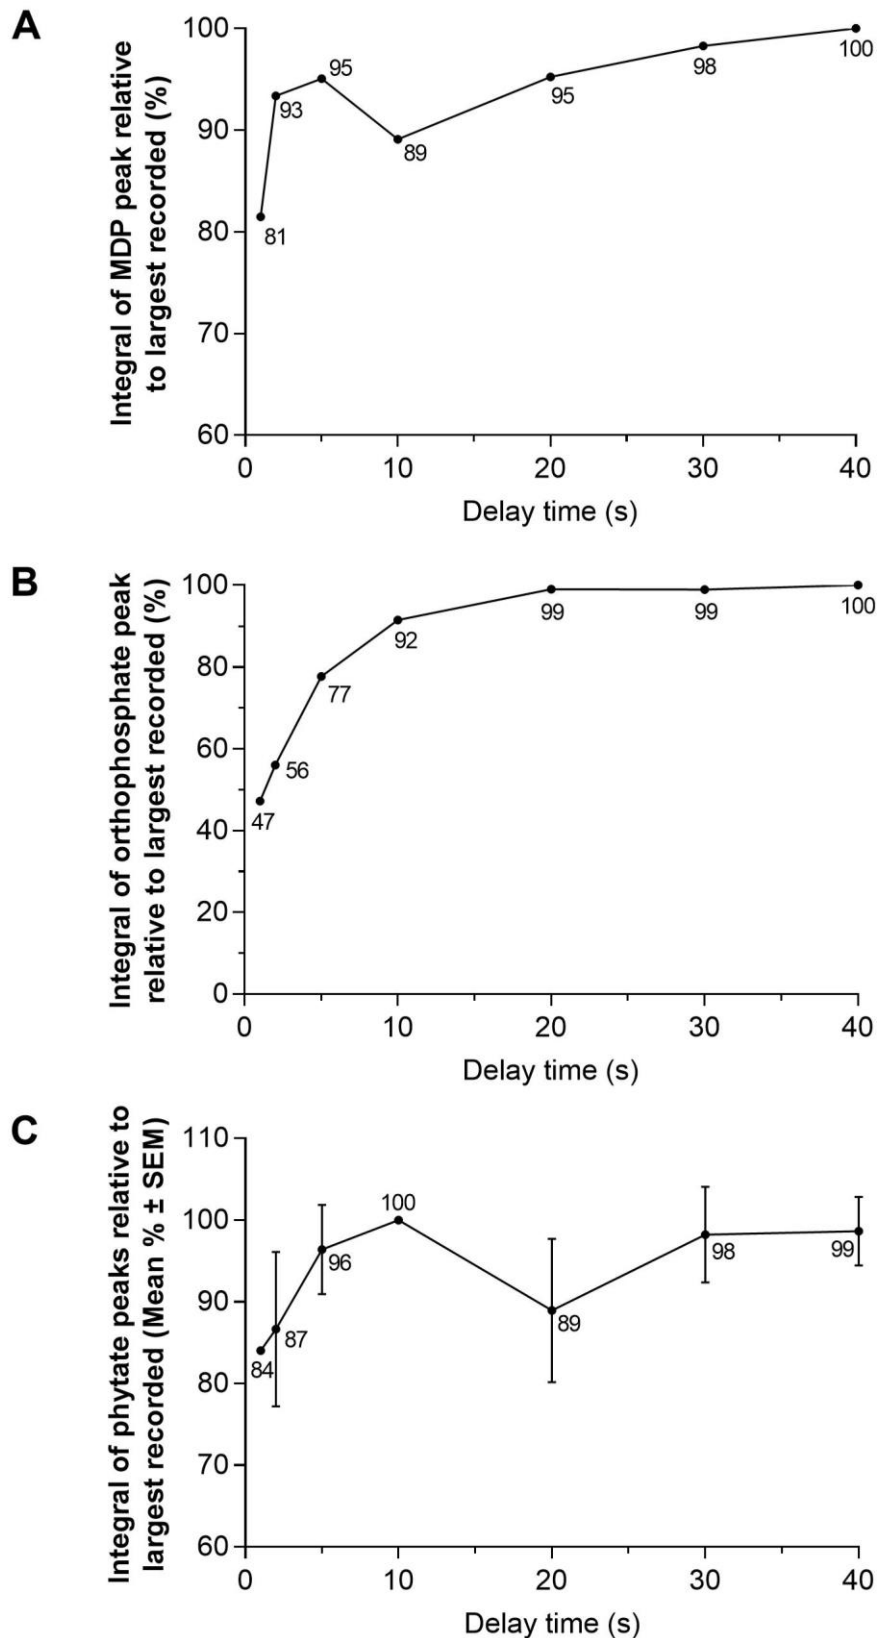 A
Integral of MDP peak relative
to largest recorded (%)
100
90
80
70
60
81
93
95
89
95
98
100
0 10 20 30 40
Delay time (s)
B
Integral of orthophosphate peak
relative to largest recorded (%)
100
80
60
40
20
0
47
56
77
92
99
99
100
0 10 20 30 40
Delay time (s)
C
Integral of phytate peaks relative to
largest recorded (Mean % ± SEM)
110
100
90
80
70
60
84
87
96
100
89
98
99
0 10 20 30 40
Delay time (s)